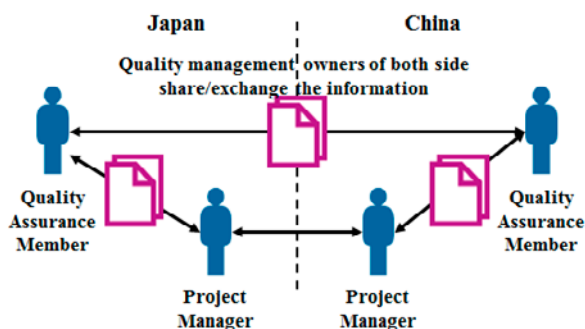 Japan
China
Quality management owners of both side
share/exchange the information
Quality
Assurance
Member
Quality
Assurance
Member
Project
Manager
Project
Manager